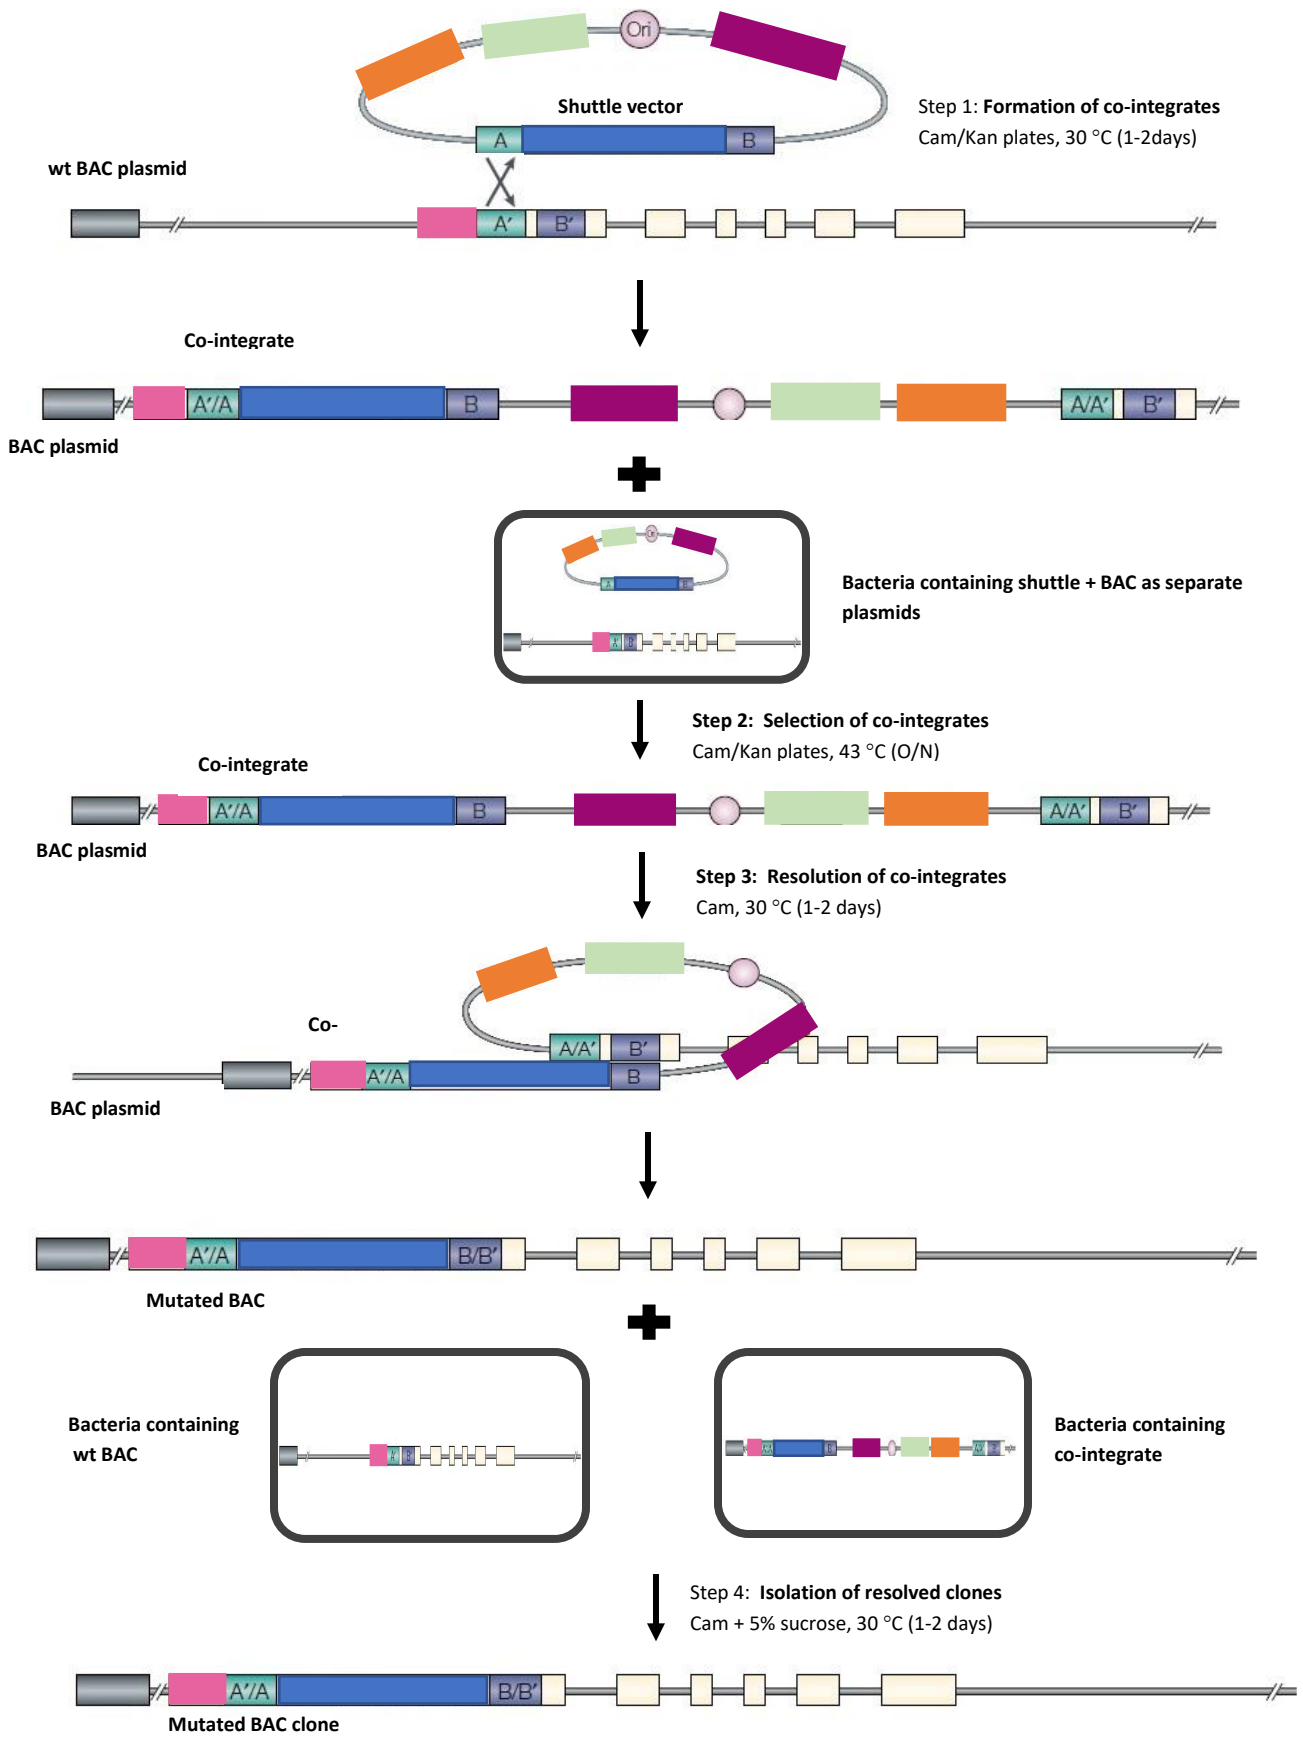 Ori
Shuttle vector
A
B
Step 1: Formation of co-integrates
Cam/Kan plates, 30 °C (1-2days)
wt BAC plasmid
A′
B′
Co-integrate
A′/A
B
A/A′
B′
BAC plasmid
Ori
A
B
A′
B′
Bacteria containing shuttle + BAC as separate
plasmids
Step 2: Selection of co-integrates
Cam/Kan plates, 43 °C (O/N)
Co-integrate
A′/A
B
A/A′
B′
BAC plasmid
Step 3: Resolution of co-integrates
Cam, 30 °C (1-2 days)
Co-
A/A′
B′
A′/A
B
BAC plasmid
A′/A
B/B′
Mutated BAC
Bacteria containing
wt BAC
A′
B′
A′/A
B
A/A′
B′
Bacteria containing
co-integrate
Step 4: Isolation of resolved clones
Cam + 5% sucrose, 30 °C (1-2 days)
A′/A
B/B′
Mutated BAC clone